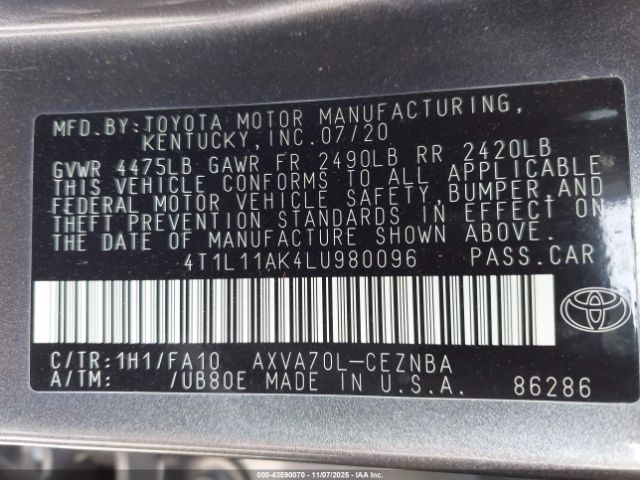 MFD.BY:TOYOTA MOTOR MANUFACTURING,
KENTUCKY,INC.07/20
GVWR 4475LB GAWR FR 2490LB RR 2420LB
THIS VEHICLE CONFORMS TO ALL APPLICABLE
FEDERAL MOTOR VEHICLE SAFETY,BUMPER,AND
THEFT PREVENTION STANDARDS IN EFFECT ON
THE DATE OF MANUFACTURE SHOWN ABOVE.
4T1L11AK4LU980096 PASS.CAR
C/TR:1H1/FA10 AXVA70L-CEZNBA
A/TM: /UB80E MADE IN U.S.A. 86286
000-43590070 11/07/2025 IAA, Inc. Copyright©